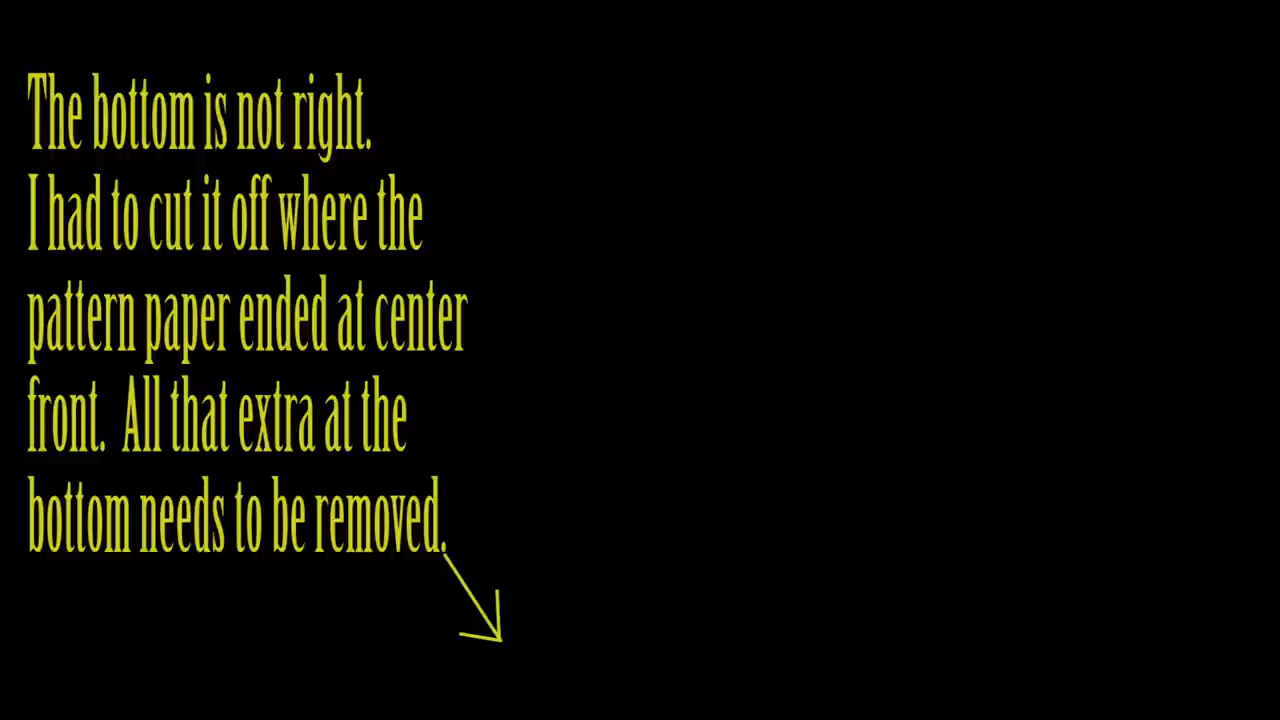 The bottom is not right.
I had to cut it off where the
pattern paper ended at center
front.  All that extra at the
bottom needs to be removed.